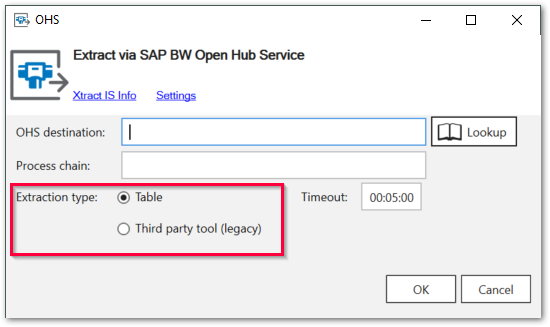 OHS
Extract via SAP BW Open Hub Service
Xtract IS Info Settings
OHS destination: Lookup
Process chain:
Extraction type: Table Timeout: 00:05:00
Third party tool (legacy)
OK Cancel